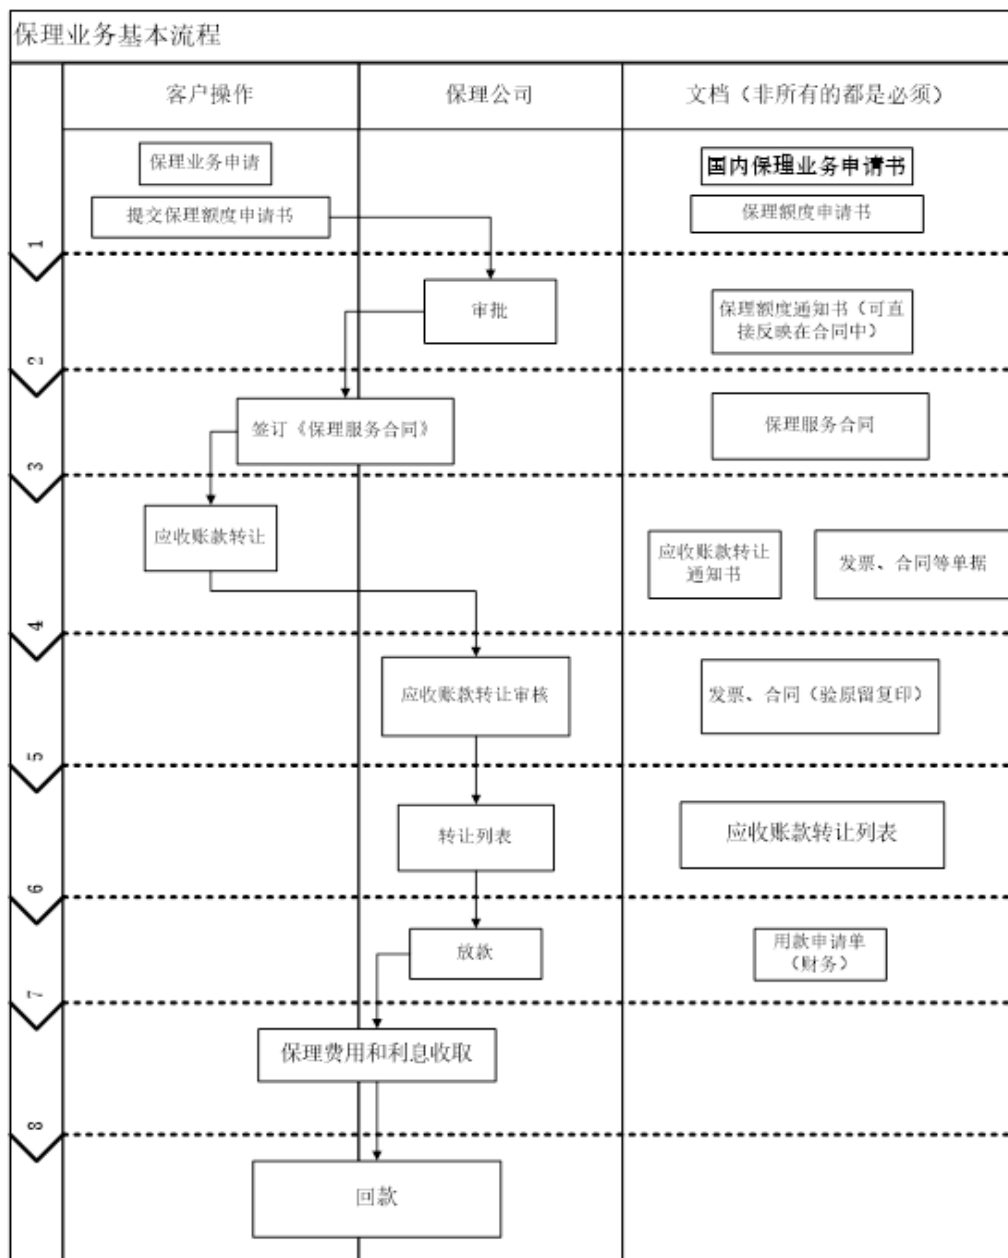 保理业务基本流程
客户操作
保理公司
文档（非所有的都是必须）
保理业务申请
国内保理业务申请书
提交保理额度申请书
保理额度申请书
1
审批
保理额度通知书（可直
接反映在合同中）
2
签订《保理服务合同》
保理服务合同
3
应收账款转让
应收账款转让
通知书
发票、合同等单据
4
应收账款转让审核
发票、合同（验原留复印）
5
转让列表
应收账款转让列表
6
放款
用款申请单
（财务）
7
保理费用和利息收取
8
回款